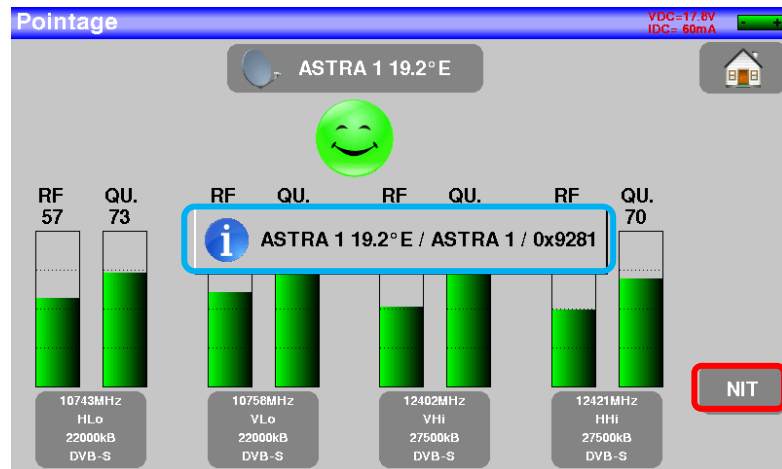 Pointage
VDC=17.8V
IDC= 60mA
- +
ASTRA 1 19.2°E
RF QU. RF QU. RF QU. RF QU.
57 73 70
i ASTRA 1 19.2°E / ASTRA 1 / 0x9281
NIT
10743MHz 10758MHz 12402MHz 12421MHz
HLo VLo VHi HHi
22000kB 22000kB 27500kB 27500kB
DVB-S DVB-S DVB-S DVB-S